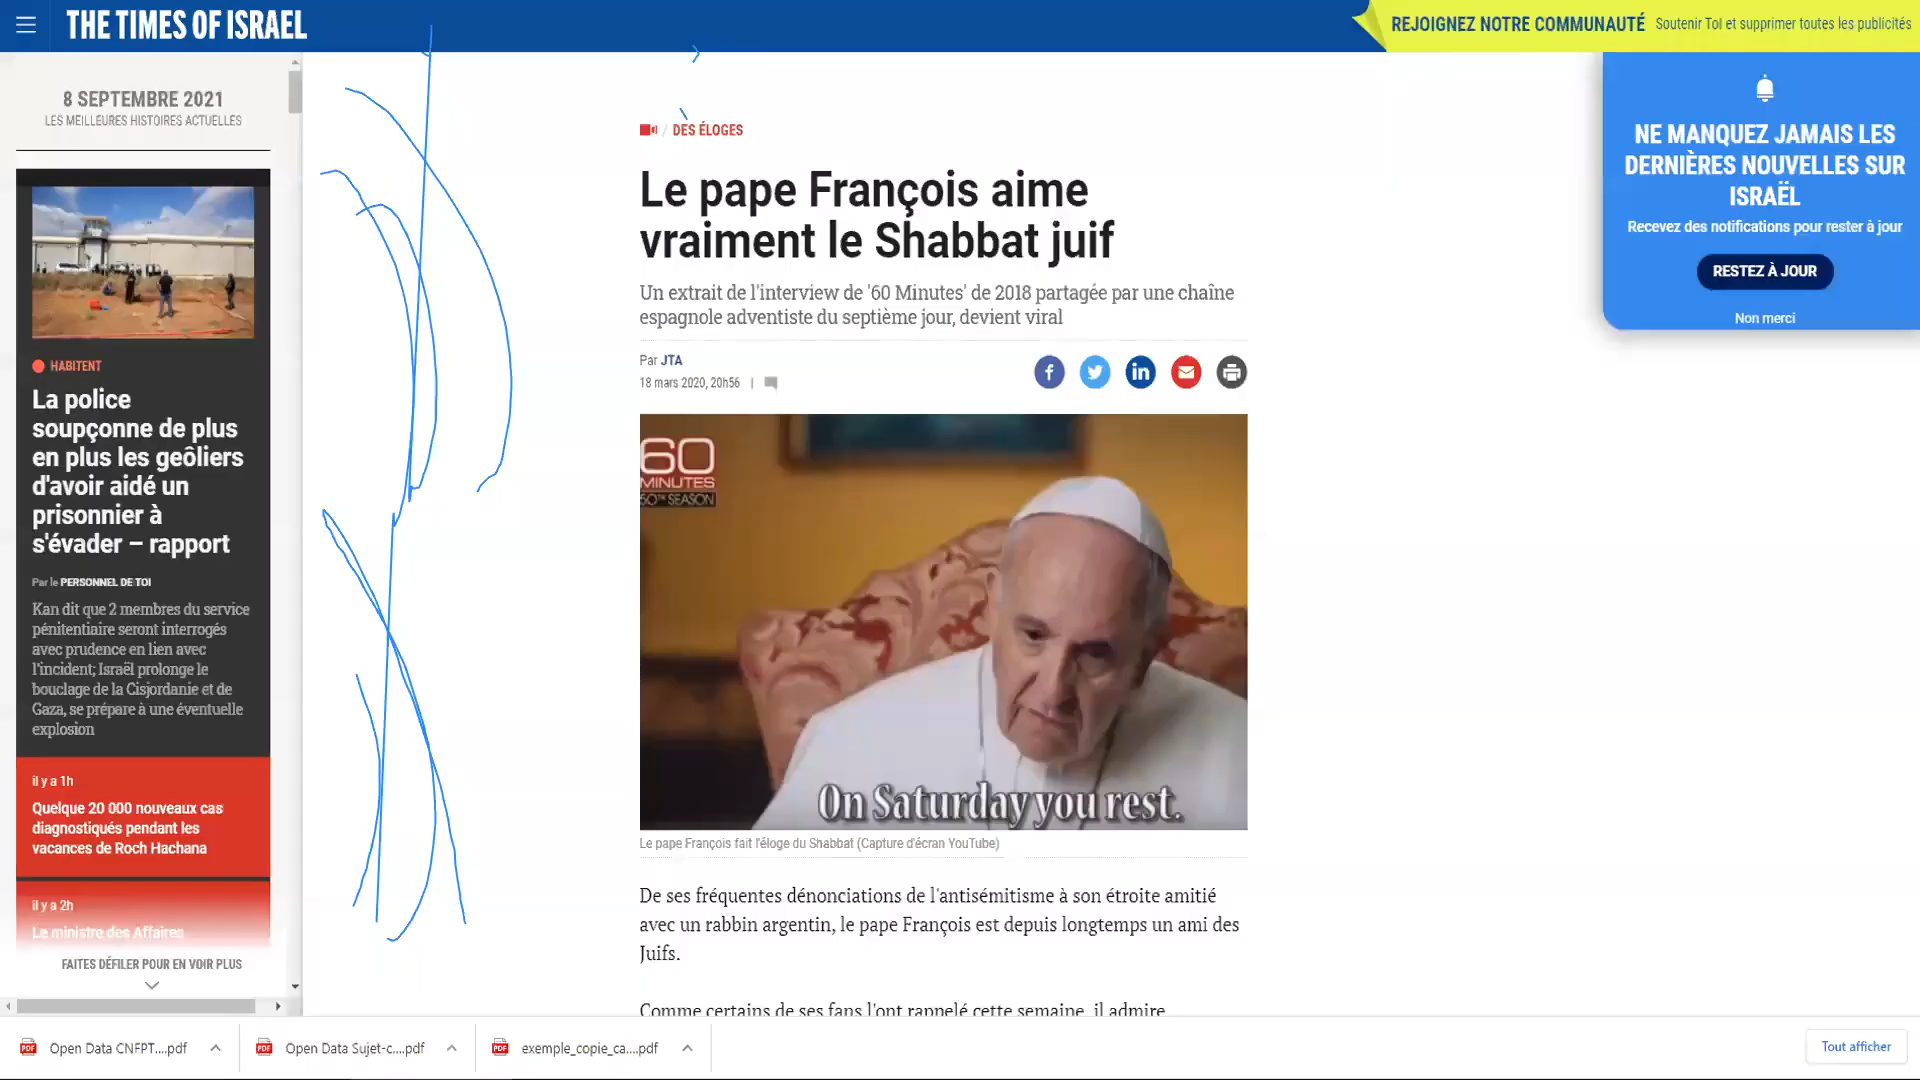 THE TIMES OF ISRAEL
REJOIGNEZ NOTRE COMMUNAUTÉ Soutenir ToI et supprimer toutes les publicités
8 SEPTEMBRE 2021
LES MEILLEURES HISTOIRES ACTUELLES
HABITENT
La police
soupçonne de plus
en plus les geôliers
d'avoir aidé un
prisonnier à
s'évader – rapport
Par le PERSONNEL DE TOI
Kan dit que 2 membres du service
pénitentiaire seront interrogés
avec prudence en lien avec
l'incident; Israël prolonge le
bouclage de la Cisjordanie et de
Gaza, se prépare à une éventuelle
explosion
il y a 1h
Quelque 20 000 nouveaux cas
diagnostiqués pendant les
vacances de Roch Hachana
il y a 2h
Le ministre des Affaires
FAITES DÉFILER POUR EN VOIR PLUS
/ DES ÉLOGES
Le pape François aime
vraiment le Shabbat juif
Un extrait de l'interview de '60 Minutes' de 2018 partagée par une chaîne
espagnole adventiste du septième jour, devient viral
Par JTA
18 mars 2020, 20h56 |
60
MINUTES
50TH SEASON
On Saturday you rest.
Le pape François fait l'éloge du Shabbat (Capture d'écran YouTube)
De ses fréquentes dénonciations de l'antisémitisme à son étroite amitié
avec un rabbin argentin, le pape François est depuis longtemps un ami des
Juifs.
Comme certains de ses fans l'ont rappelé cette semaine, il admire
NE MANQUEZ JAMAIS LES
DERNIÈRES NOUVELLES SUR
ISRAËL
Recevez des notifications pour rester à jour
RESTEZ À JOUR
Non merci
Open Data CNFPT....pdf
Open Data Sujet-c....pdf
exemple_copie_ca....pdf
Tout afficher